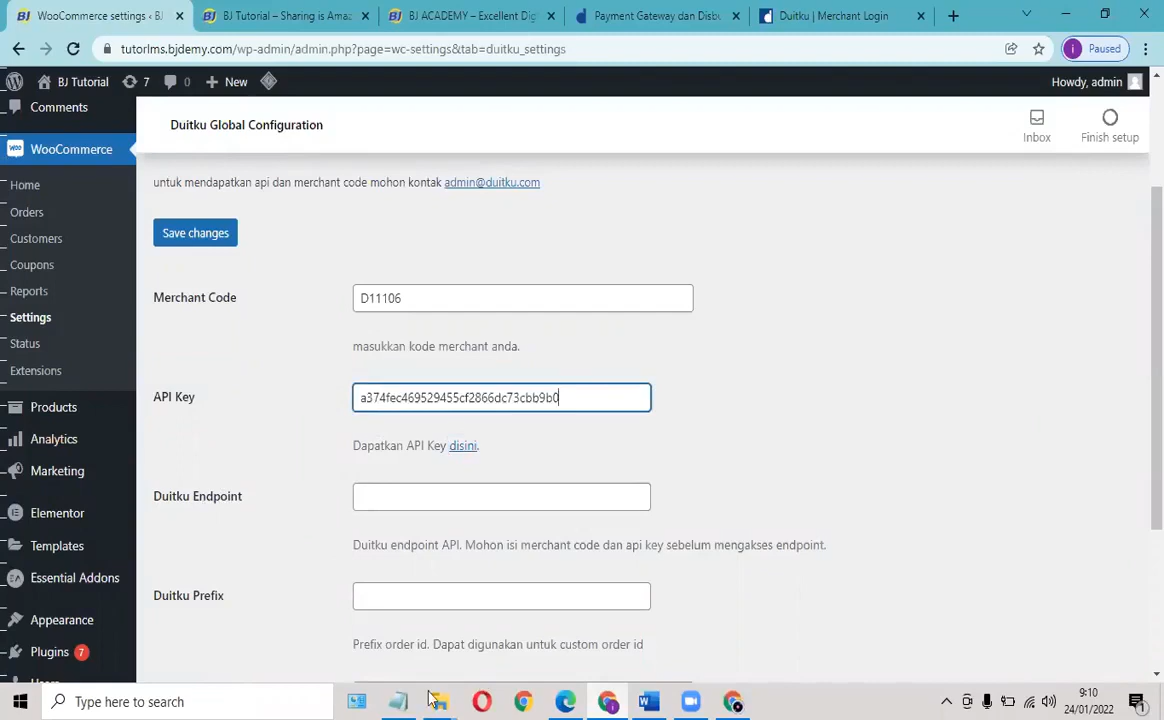 WooCommerce settings ‹ BJ
BJ Tutorial – Sharing is Amaz
BJ ACADEMY – Excellent Digi
Payment Gateway dan Disbu
Duitku | Merchant Login
tutorlms.bjdemy.com/wp-admin/admin.php?page=wc-settings&tab=duitku_settings
i Paused
BJ Tutorial 7 0 New
Howdy, admin
Comments
WooCommerce
Home
Orders
Customers
Coupons
Reports
Settings
Status
Extensions
Products
Analytics
Marketing
Elementor
Templates
Essential Addons
Appearance
Plugins 7
Duitku Global Configuration
Inbox
Finish setup
untuk mendapatkan api dan merchant code mohon kontak admin@duitku.com
Save changes
Merchant Code
D11106
masukkan kode merchant anda.
API Key
a374fec469529455cf2866dc73cbb9b0
Dapatkan API Key disini.
Duitku Endpoint
Duitku endpoint API. Mohon isi merchant code dan api key sebelum mengakses endpoint.
Duitku Prefix
Prefix order id. Dapat digunakan untuk custom order id
Type here to search
9:10
24/01/2022
1